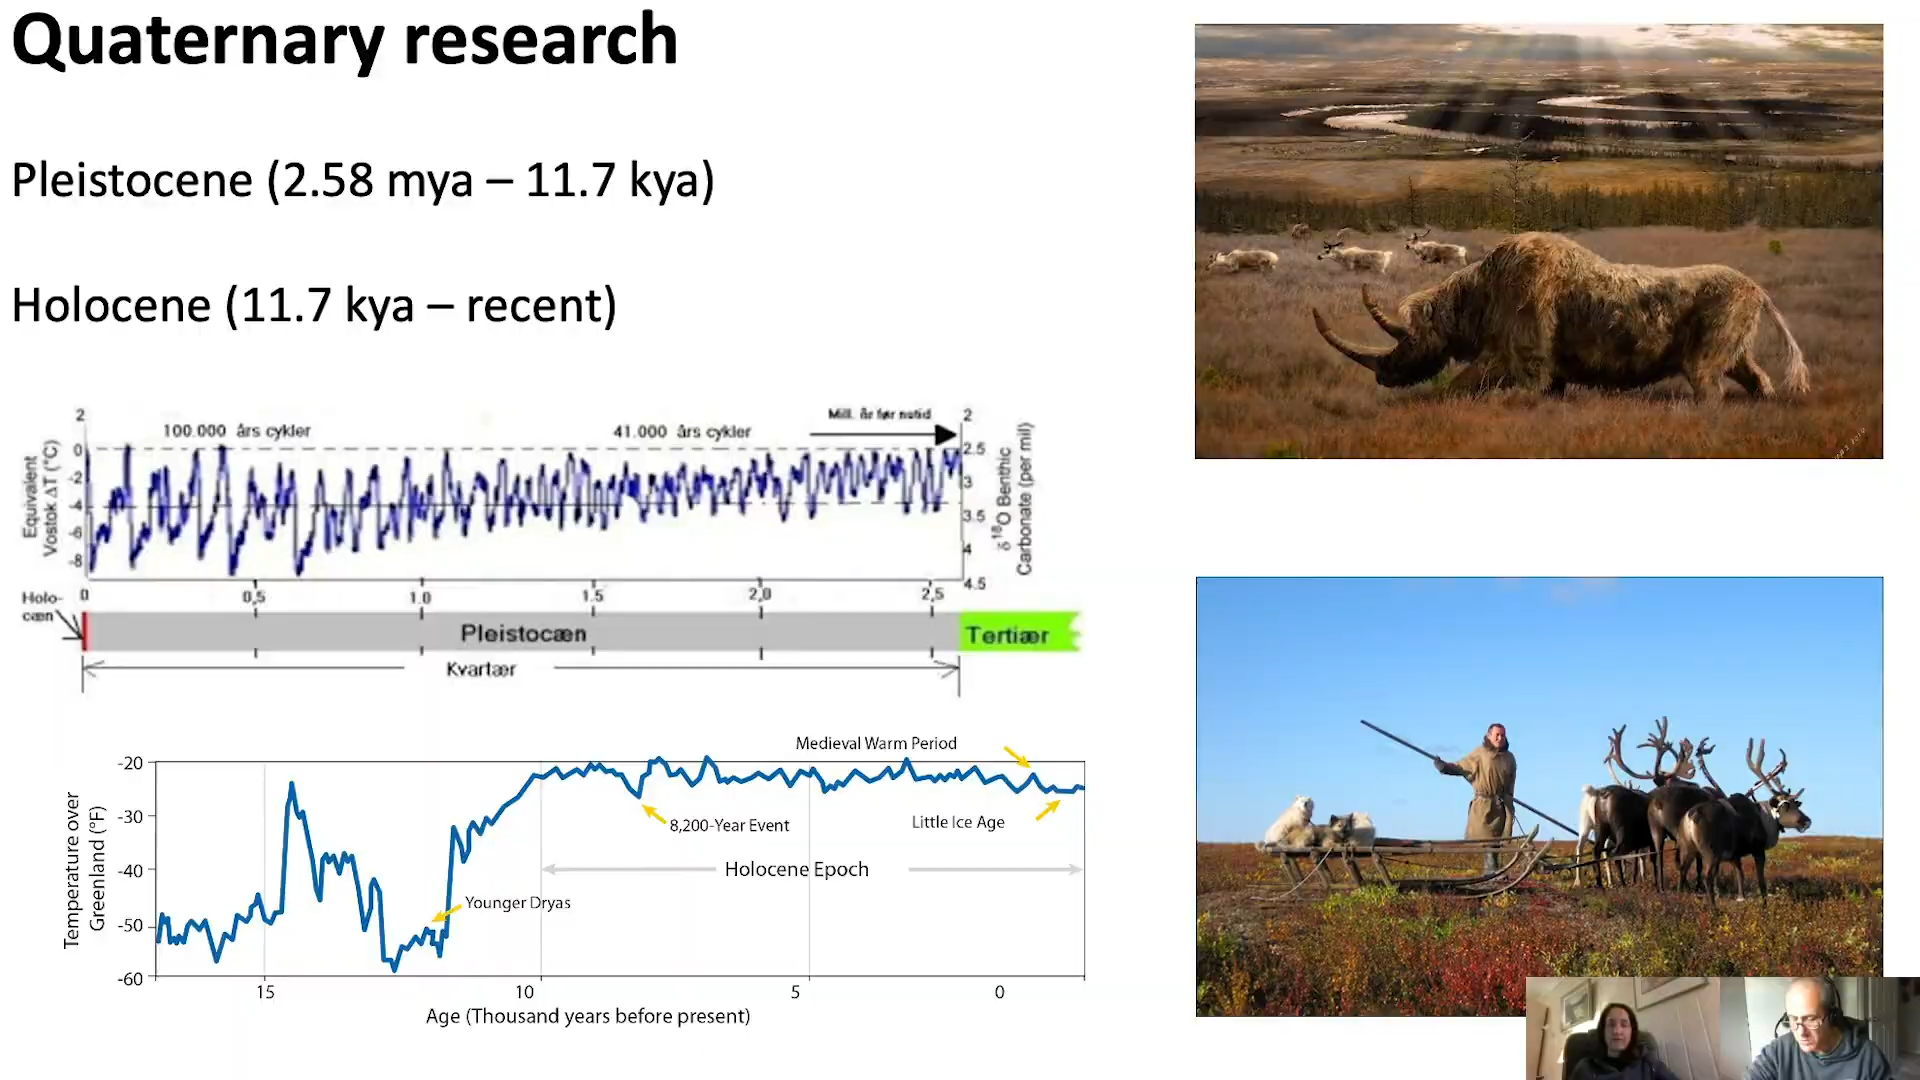 Quaternary research
Pleistocene (2.58 mya – 11.7 kya)
Holocene (11.7 kya – recent)
2
0
-2
-4
-6
-8
Equivalent
Vostok ΔT (°C)
100.000 års cykler
41.000 års cykler
Mill. år før nutid
2
2.5
3
3.5
4
4.5
δ18O Benthic
Carbonate (per mil)
Holo-
cæn
0
0,5
1.0
1.5
2,0
2,5
Pleistocæn
Tertiær
Kvartær
Temperature over
Greenland (°F)
-20
-30
-40
-50
-60
Medieval Warm Period
8,200-Year Event
Little Ice Age
Holocene Epoch
Younger Dryas
15
10
5
0
Age (Thousand years before present)